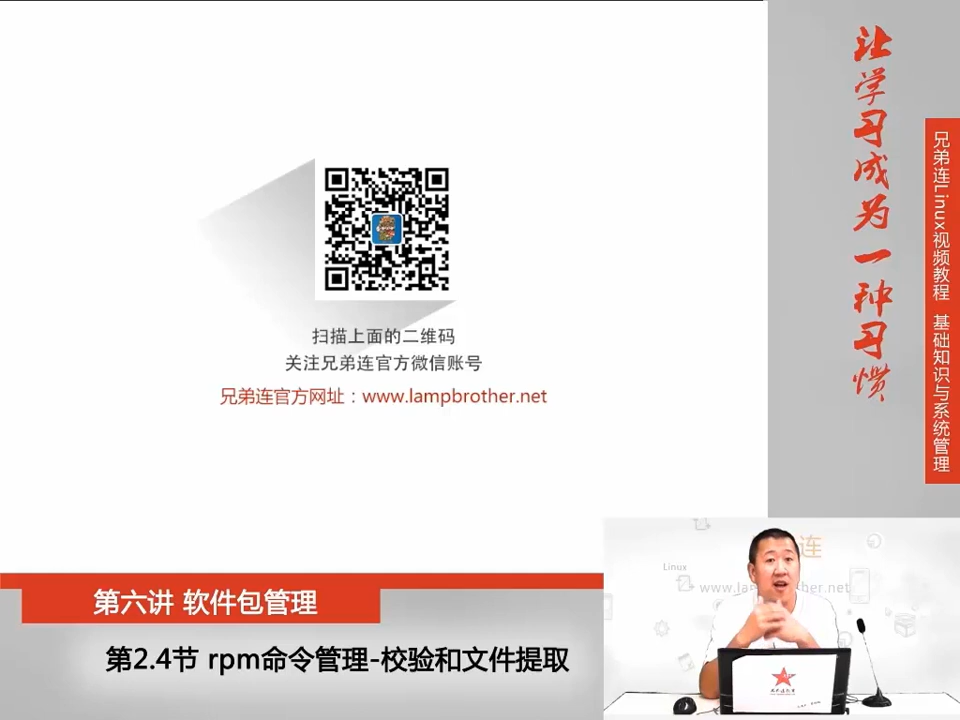 让学习成为一种习惯
兄弟连Linux视频教程 基础知识与系统管理
扫描上面的二维码
关注兄弟连官方微信账号
兄弟连官方网址：www.lampbrother.net
第六讲 软件包管理
第2.4节 rpm命令管理-校验和文件提取
连
Linux